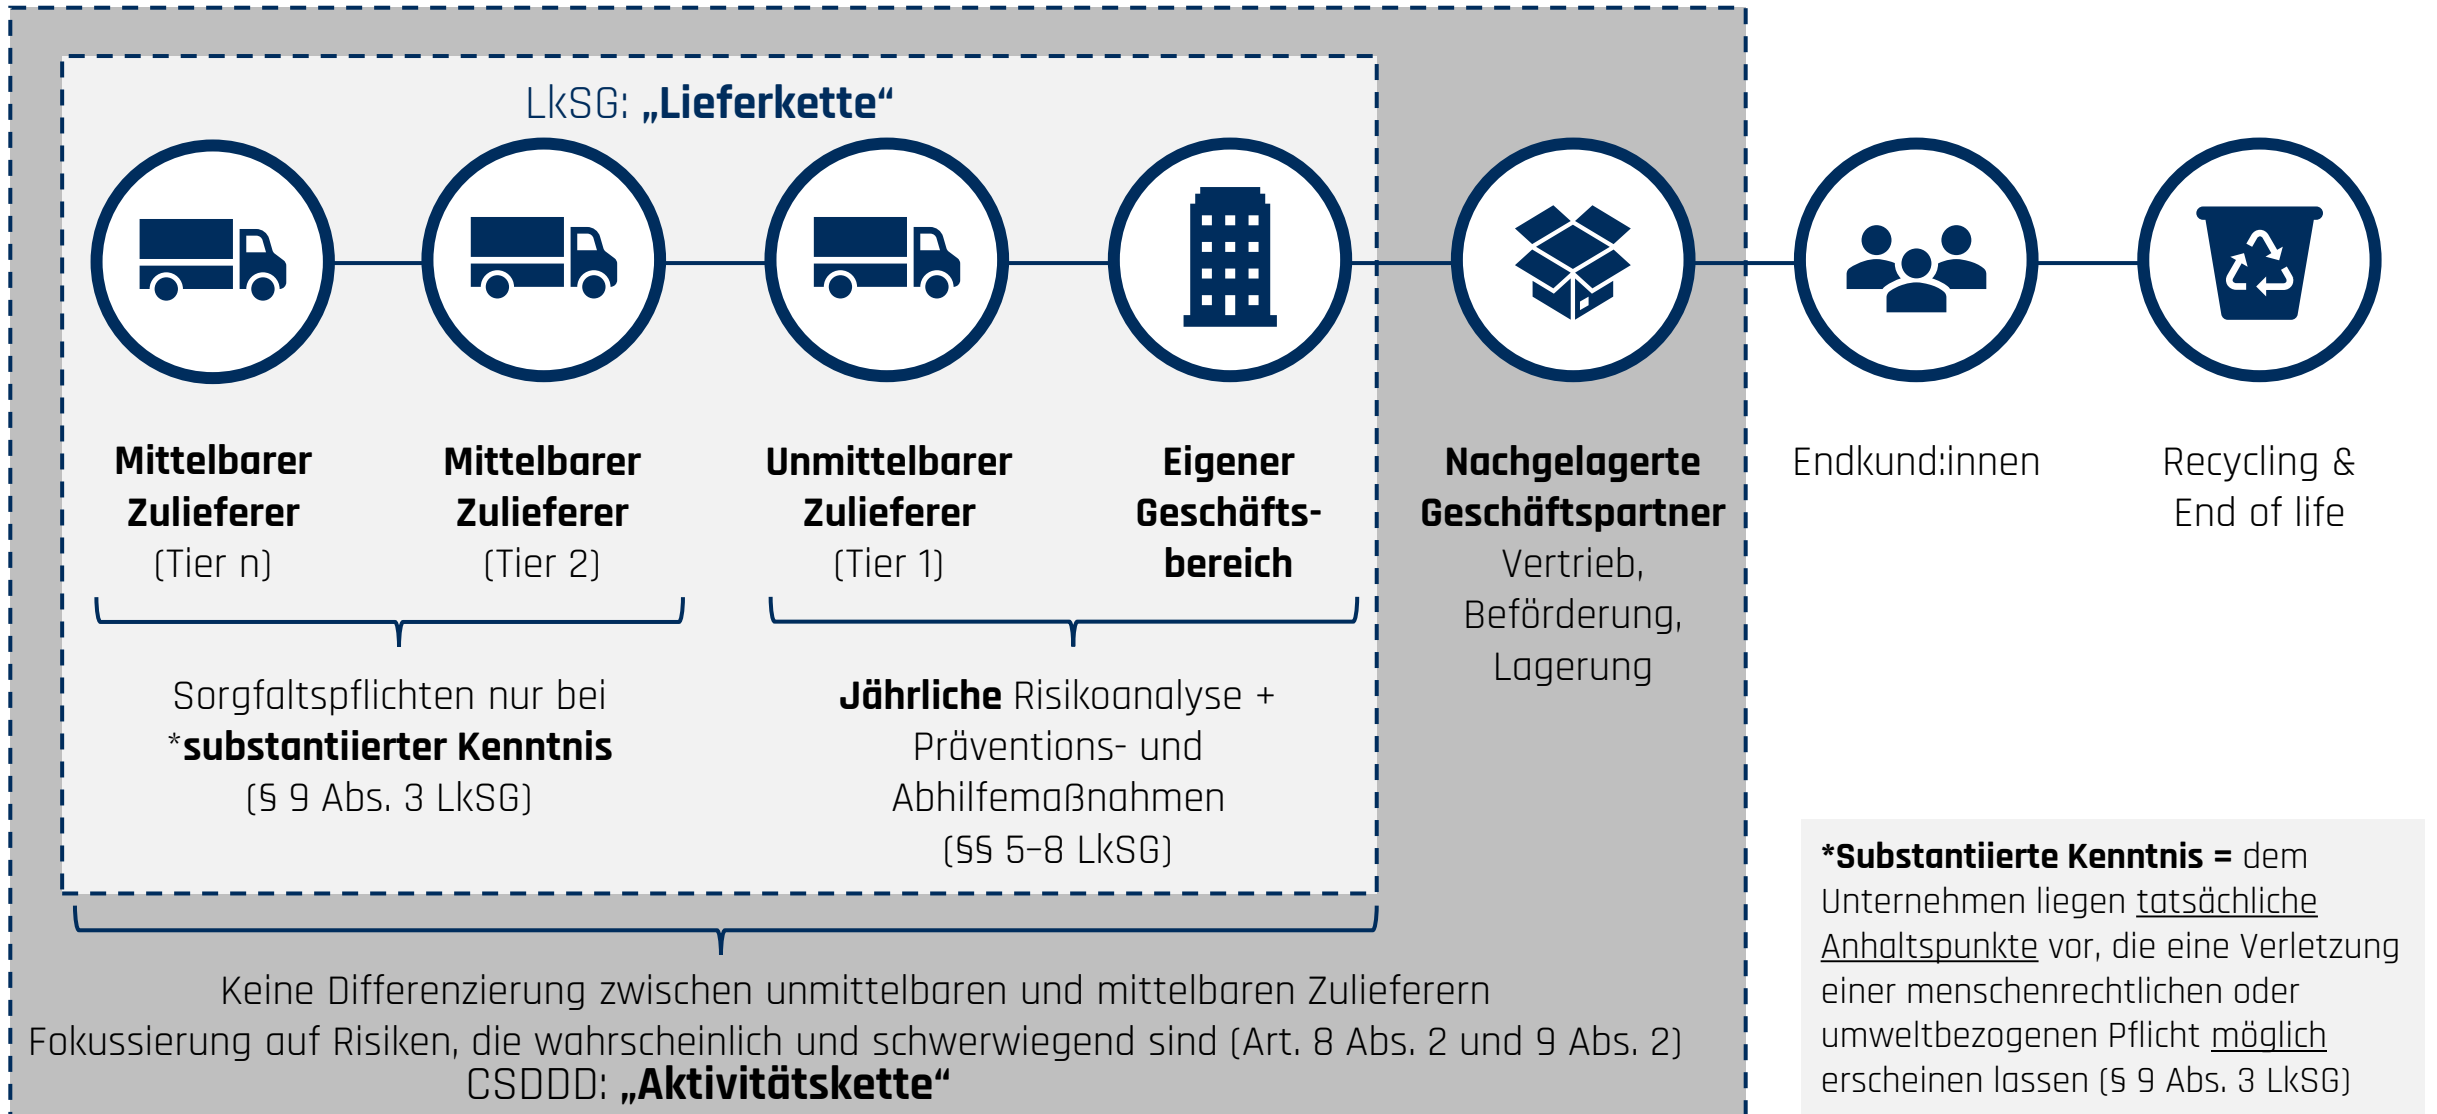 LkSG: „Lieferkette“
Mittelbarer
Zulieferer
(Tier n)
Mittelbarer
Zulieferer
(Tier 2)
Unmittelbarer
Zulieferer
(Tier 1)
Eigener
Geschäfts-
bereich
Nachgelagerte
Geschäftspartner
Vertrieb,
Beförderung,
Lagerung
Endkund:innen
Recycling &
End of life
Sorgfaltspflichten nur bei
*substantiierter Kenntnis
(§ 9 Abs. 3 LkSG)
Jährliche Risikoanalyse +
Präventions- und
Abhilfemaßnahmen
(§§ 5–8 LkSG)
Keine Differenzierung zwischen unmittelbaren und mittelbaren Zulieferern
Fokussierung auf Risiken, die wahrscheinlich und schwerwiegend sind (Art. 8 Abs. 2 und 9 Abs. 2)
CSDDD: „Aktivitätskette“
*Substantiierte Kenntnis = dem
Unternehmen liegen tatsächliche
Anhaltspunkte vor, die eine Verletzung
einer menschenrechtlichen oder
umweltbezogenen Pflicht möglich
erscheinen lassen (§ 9 Abs. 3 LkSG)